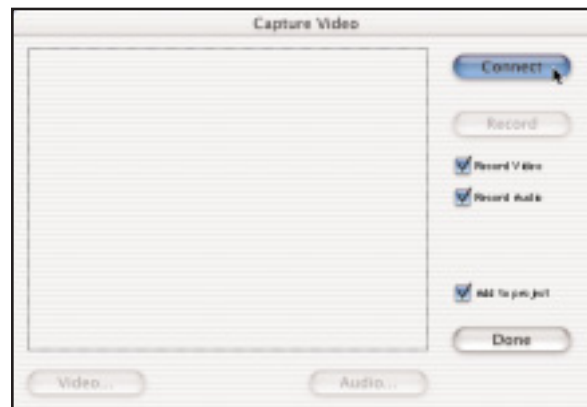 Capture Video
Connect
Record
Record Video
Record Audio
Add to project
Done
Video...
Audio...